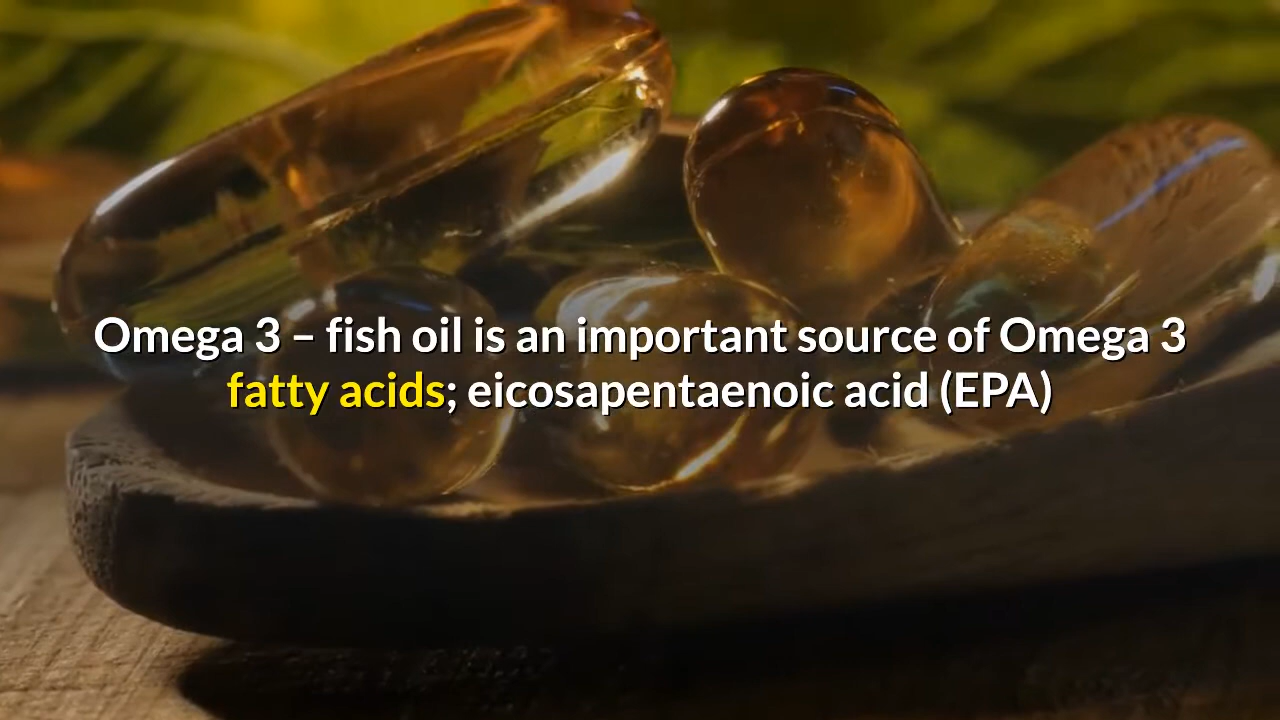 Omega 3 – fish oil is an important source of Omega 3
fatty acids; eicosapentaenoic acid (EPA)